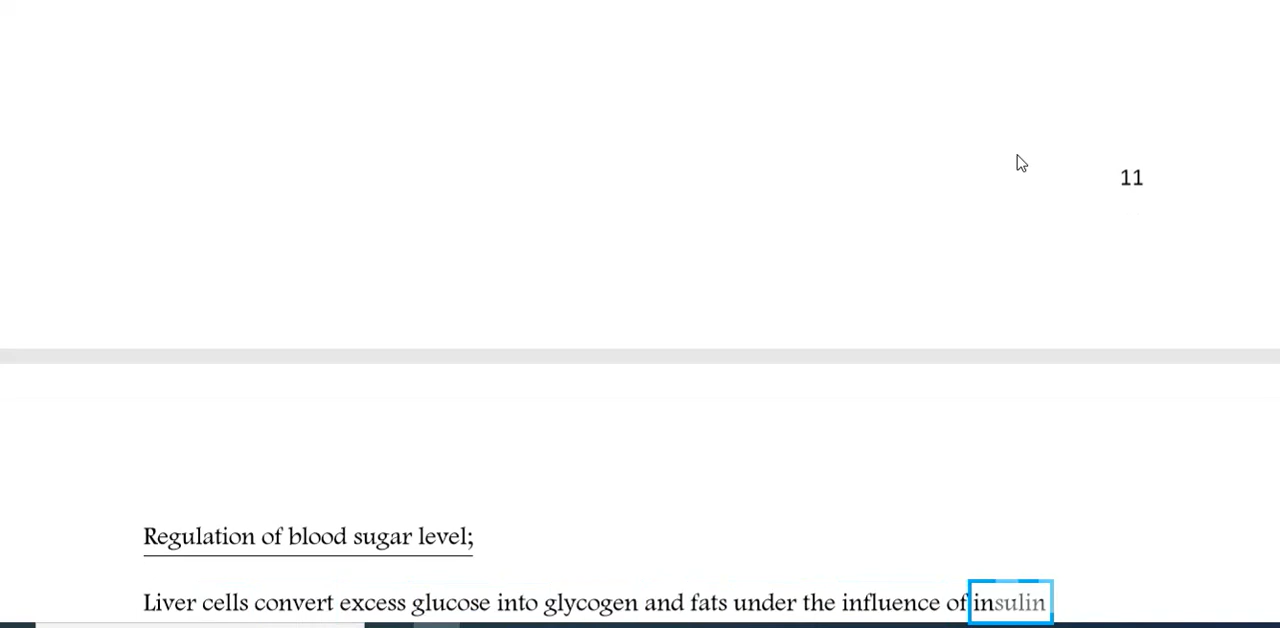 11
Regulation of blood sugar level;
Liver cells convert excess glucose into glycogen and fats under the influence of insulin